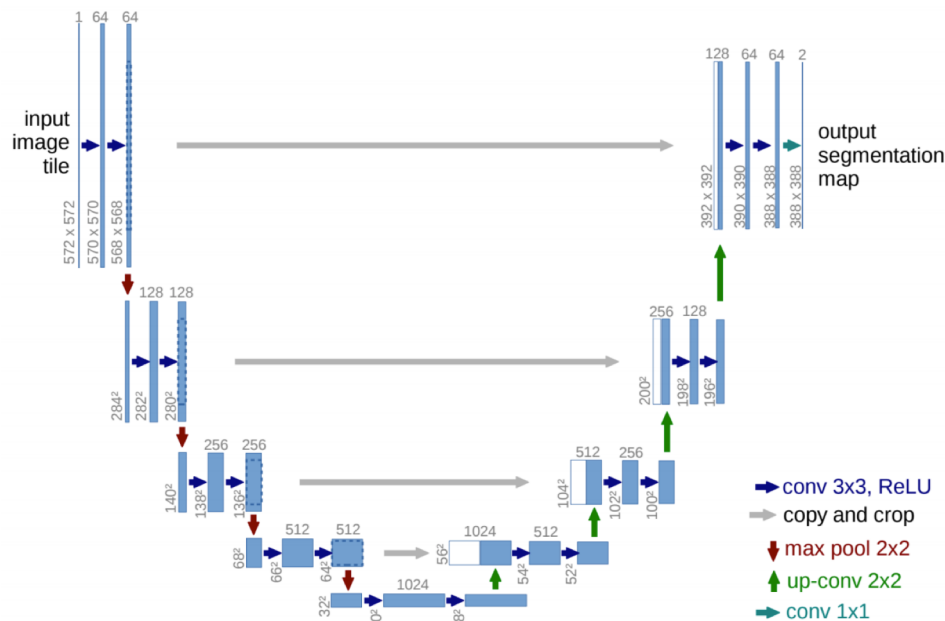 1 64 64
128 64 64 2
input
image
tile
output
segmentation
map
572 x 572
570 x 570
568 x 568
392 x 392
390 x 390
388 x 388
388 x 388
128 128
256 128
284²
282²
280²
200²
198²
196²
256 256
512 256
140²
138²
136²
104²
102²
100²
512 512
1024 512
68²
66²
64²
56²
54²
52²
1024
32²
0²
8²
conv 3x3, ReLU
copy and crop
max pool 2x2
up-conv 2x2
conv 1x1